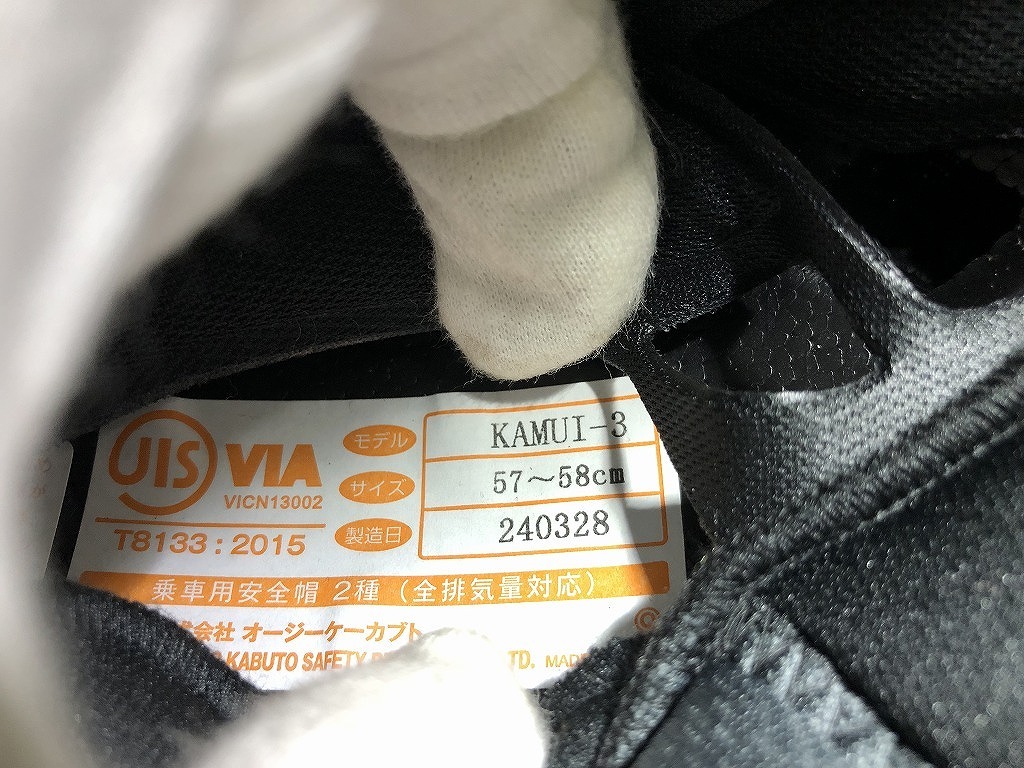 JIS VIA
VICN13002
T8133 : 2015
モデル KAMUI-3
サイズ 57～58cm
製造日 240328
乗車用安全帽 2種 (全排気量対応)
会社 オージーケーカブト
KABUTO SAFETY LTD. MADE